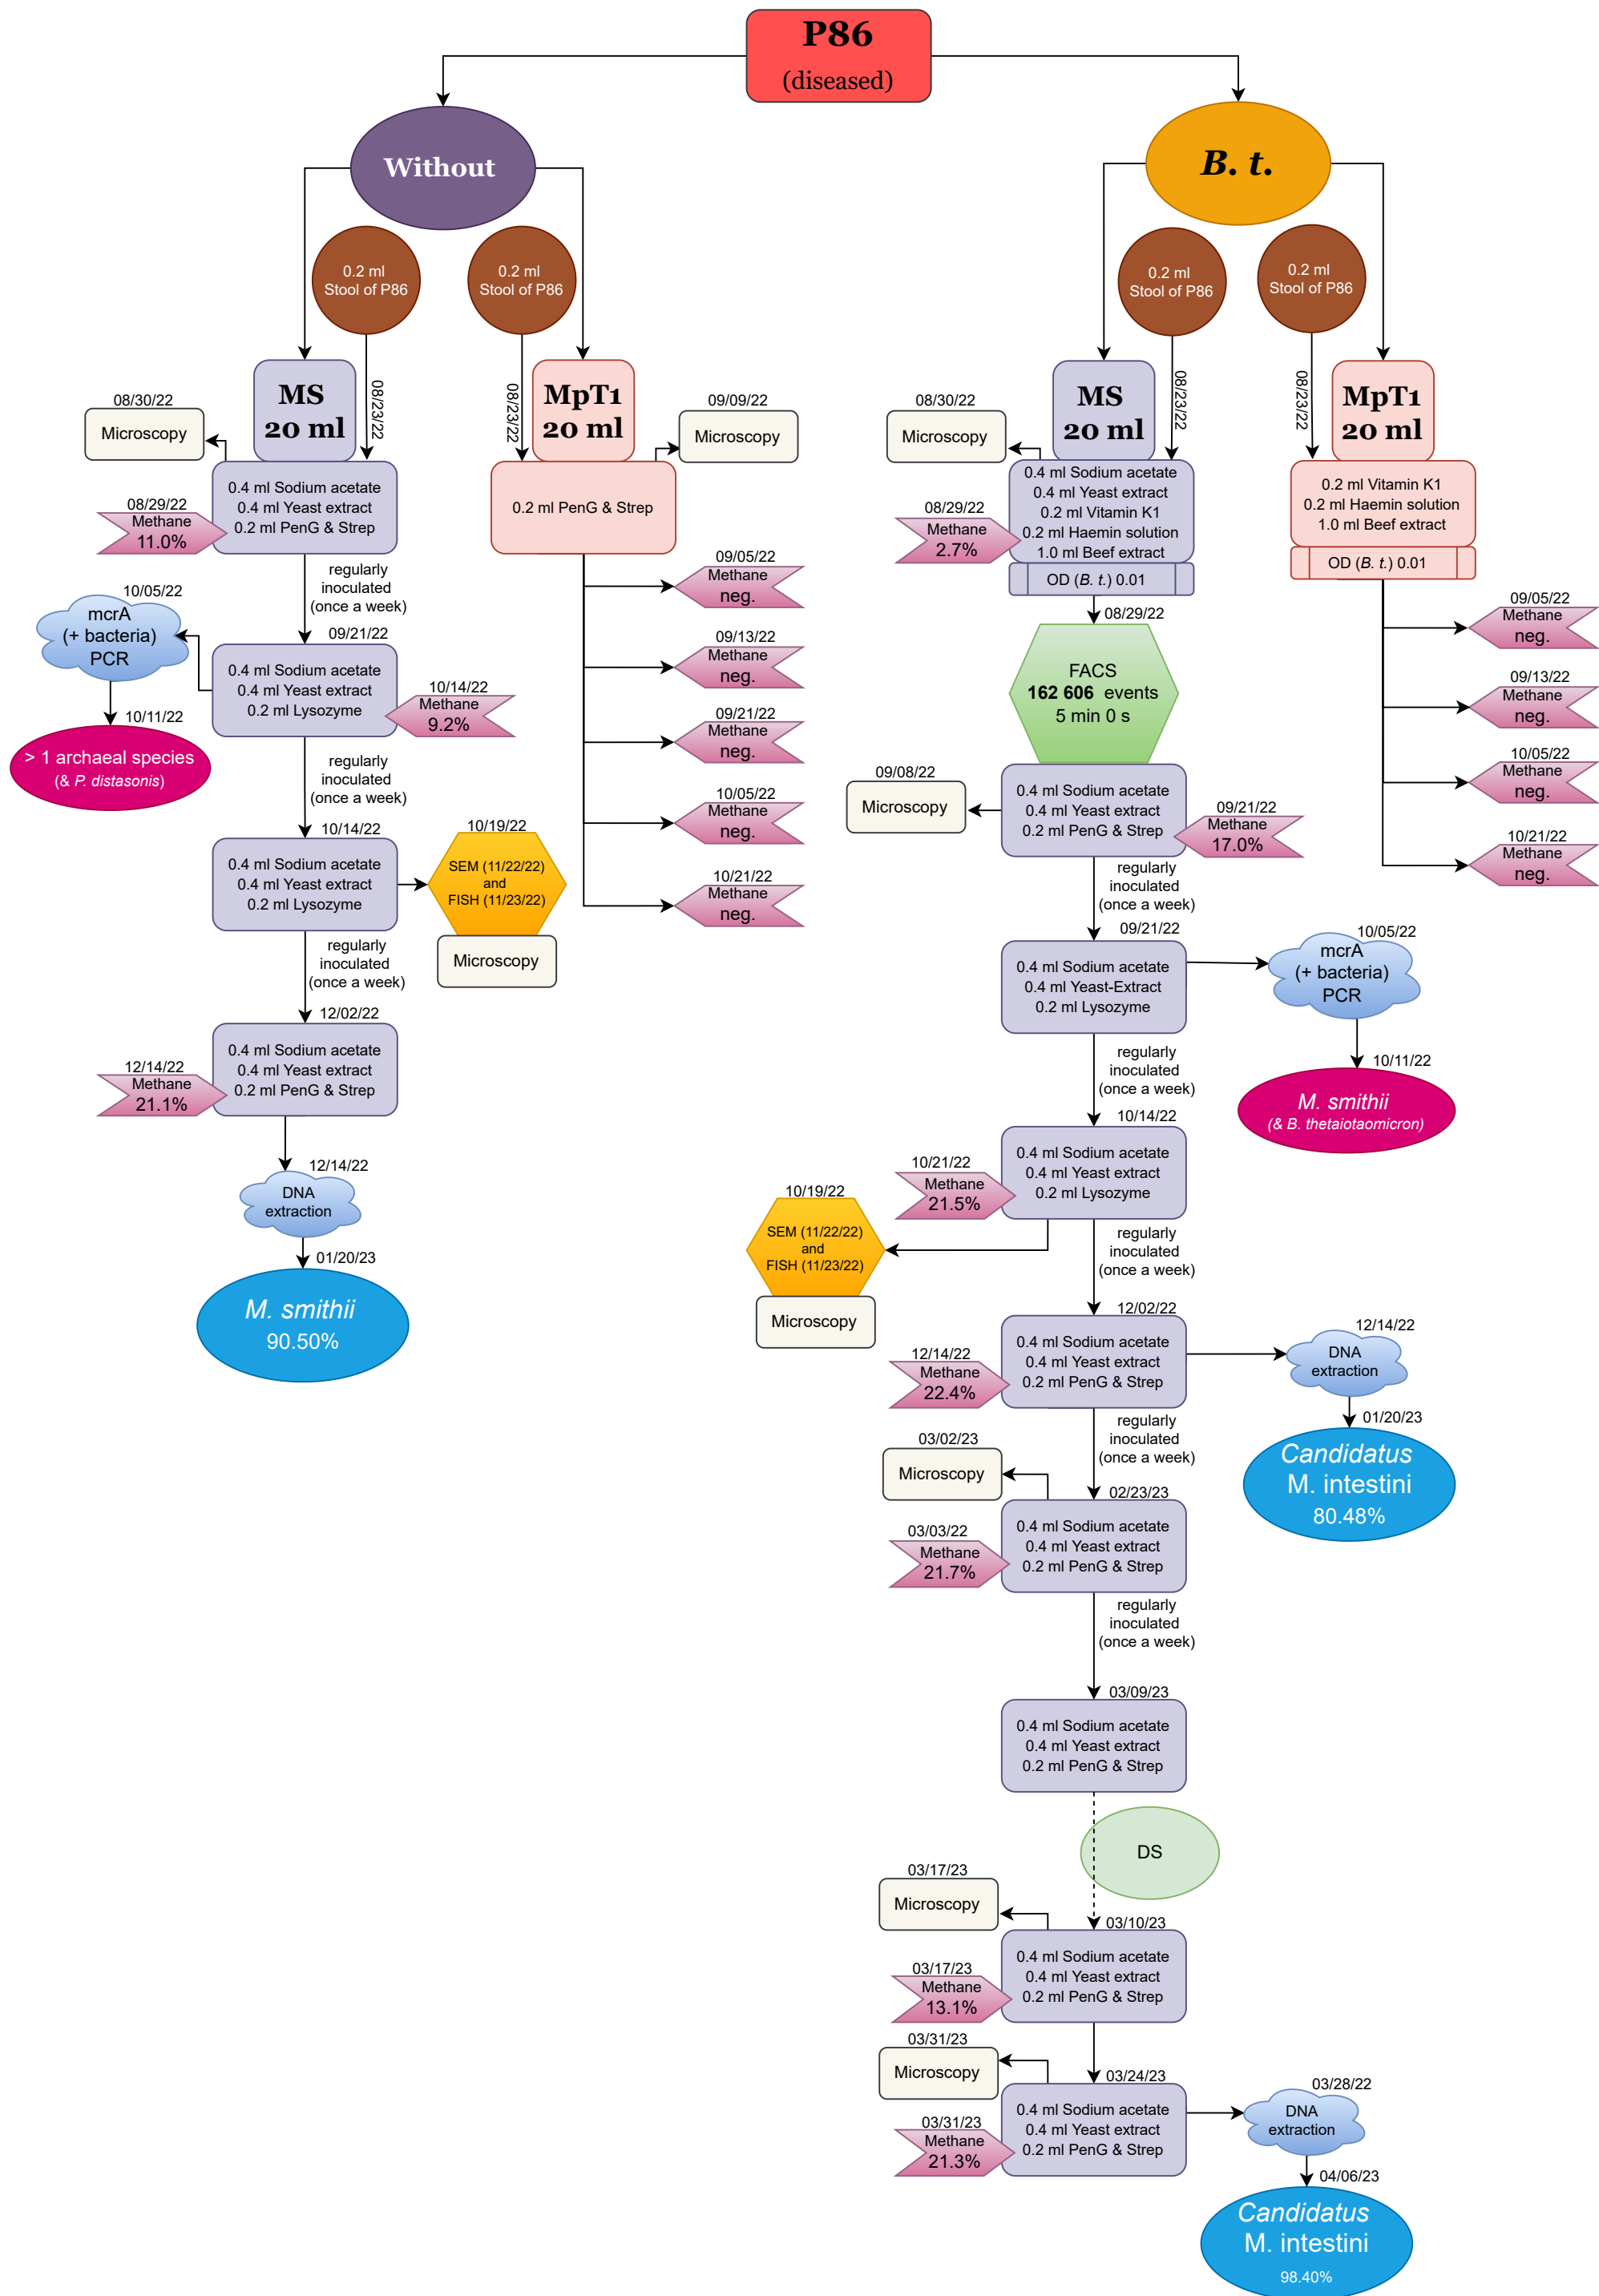 P86
(diseased)
Without
0.2 ml
Stool of P86
0.2 ml
Stool of P86
MS
20 ml
08/23/22
08/30/22
Microscopy
0.4 ml Sodium acetate
0.4 ml Yeast extract
0.2 ml PenG & Strep
08/29/22
Methane
11.0%
regularly
inoculated
(once a week)
09/21/22
0.4 ml Sodium acetate
0.4 ml Yeast extract
0.2 ml Lysozyme
10/05/22
mcrA
(+ bacteria)
PCR
10/11/22
> 1 archaeal species
(& P. distasonis)
10/14/22
Methane
9.2%
regularly
inoculated
(once a week)
10/14/22
0.4 ml Sodium acetate
0.4 ml Yeast extract
0.2 ml Lysozyme
10/19/22
SEM (11/22/22)
and
FISH (11/23/22)
Microscopy
regularly
inoculated
(once a week)
12/02/22
0.4 ml Sodium acetate
0.4 ml Yeast extract
0.2 ml PenG & Strep
12/14/22
Methane
21.1%
12/14/22
DNA
extraction
01/20/23
M. smithii
90.50%
08/23/22
MpT1
20 ml
09/09/22
Microscopy
0.2 ml PenG & Strep
09/05/22
Methane
neg.
09/13/22
Methane
neg.
09/21/22
Methane
neg.
10/05/22
Methane
neg.
10/21/22
Methane
neg.
B. t.
0.2 ml
Stool of P86
0.2 ml
Stool of P86
MS
20 ml
08/23/22
08/30/22
Microscopy
0.4 ml Sodium acetate
0.4 ml Yeast extract
0.2 ml Vitamin K1
0.2 ml Haemin solution
1.0 ml Beef extract
OD (B. t.) 0.01
08/29/22
Methane
2.7%
08/29/22
FACS
162 606 events
5 min 0 s
09/08/22
Microscopy
0.4 ml Sodium acetate
0.4 ml Yeast extract
0.2 ml PenG & Strep
09/21/22
Methane
17.0%
regularly
inoculated
(once a week)
09/21/22
0.4 ml Sodium acetate
0.4 ml Yeast-Extract
0.2 ml Lysozyme
10/05/22
mcrA
(+ bacteria)
PCR
10/11/22
M. smithii
(& B. thetaiotaomicron)
regularly
inoculated
(once a week)
10/14/22
0.4 ml Sodium acetate
0.4 ml Yeast extract
0.2 ml Lysozyme
10/21/22
Methane
21.5%
10/19/22
SEM (11/22/22)
and
FISH (11/23/22)
Microscopy
regularly
inoculated
(once a week)
12/02/22
0.4 ml Sodium acetate
0.4 ml Yeast extract
0.2 ml PenG & Strep
12/14/22
Methane
22.4%
12/14/22
DNA
extraction
01/20/23
Candidatus
M. intestini
80.48%
regularly
inoculated
(once a week)
03/02/23
Microscopy
02/23/23
0.4 ml Sodium acetate
0.4 ml Yeast extract
0.2 ml PenG & Strep
03/03/22
Methane
21.7%
regularly
inoculated
(once a week)
03/09/23
0.4 ml Sodium acetate
0.4 ml Yeast extract
0.2 ml PenG & Strep
DS
03/17/23
Microscopy
03/10/23
0.4 ml Sodium acetate
0.4 ml Yeast extract
0.2 ml PenG & Strep
03/17/23
Methane
13.1%
03/31/23
Microscopy
03/24/23
0.4 ml Sodium acetate
0.4 ml Yeast extract
0.2 ml PenG & Strep
03/31/23
Methane
21.3%
03/28/22
DNA
extraction
04/06/23
Candidatus
M. intestini
98.40%
08/23/22
MpT1
20 ml
0.2 ml Vitamin K1
0.2 ml Haemin solution
1.0 ml Beef extract
OD (B. t.) 0.01
09/05/22
Methane
neg.
09/13/22
Methane
neg.
10/05/22
Methane
neg.
10/21/22
Methane
neg.